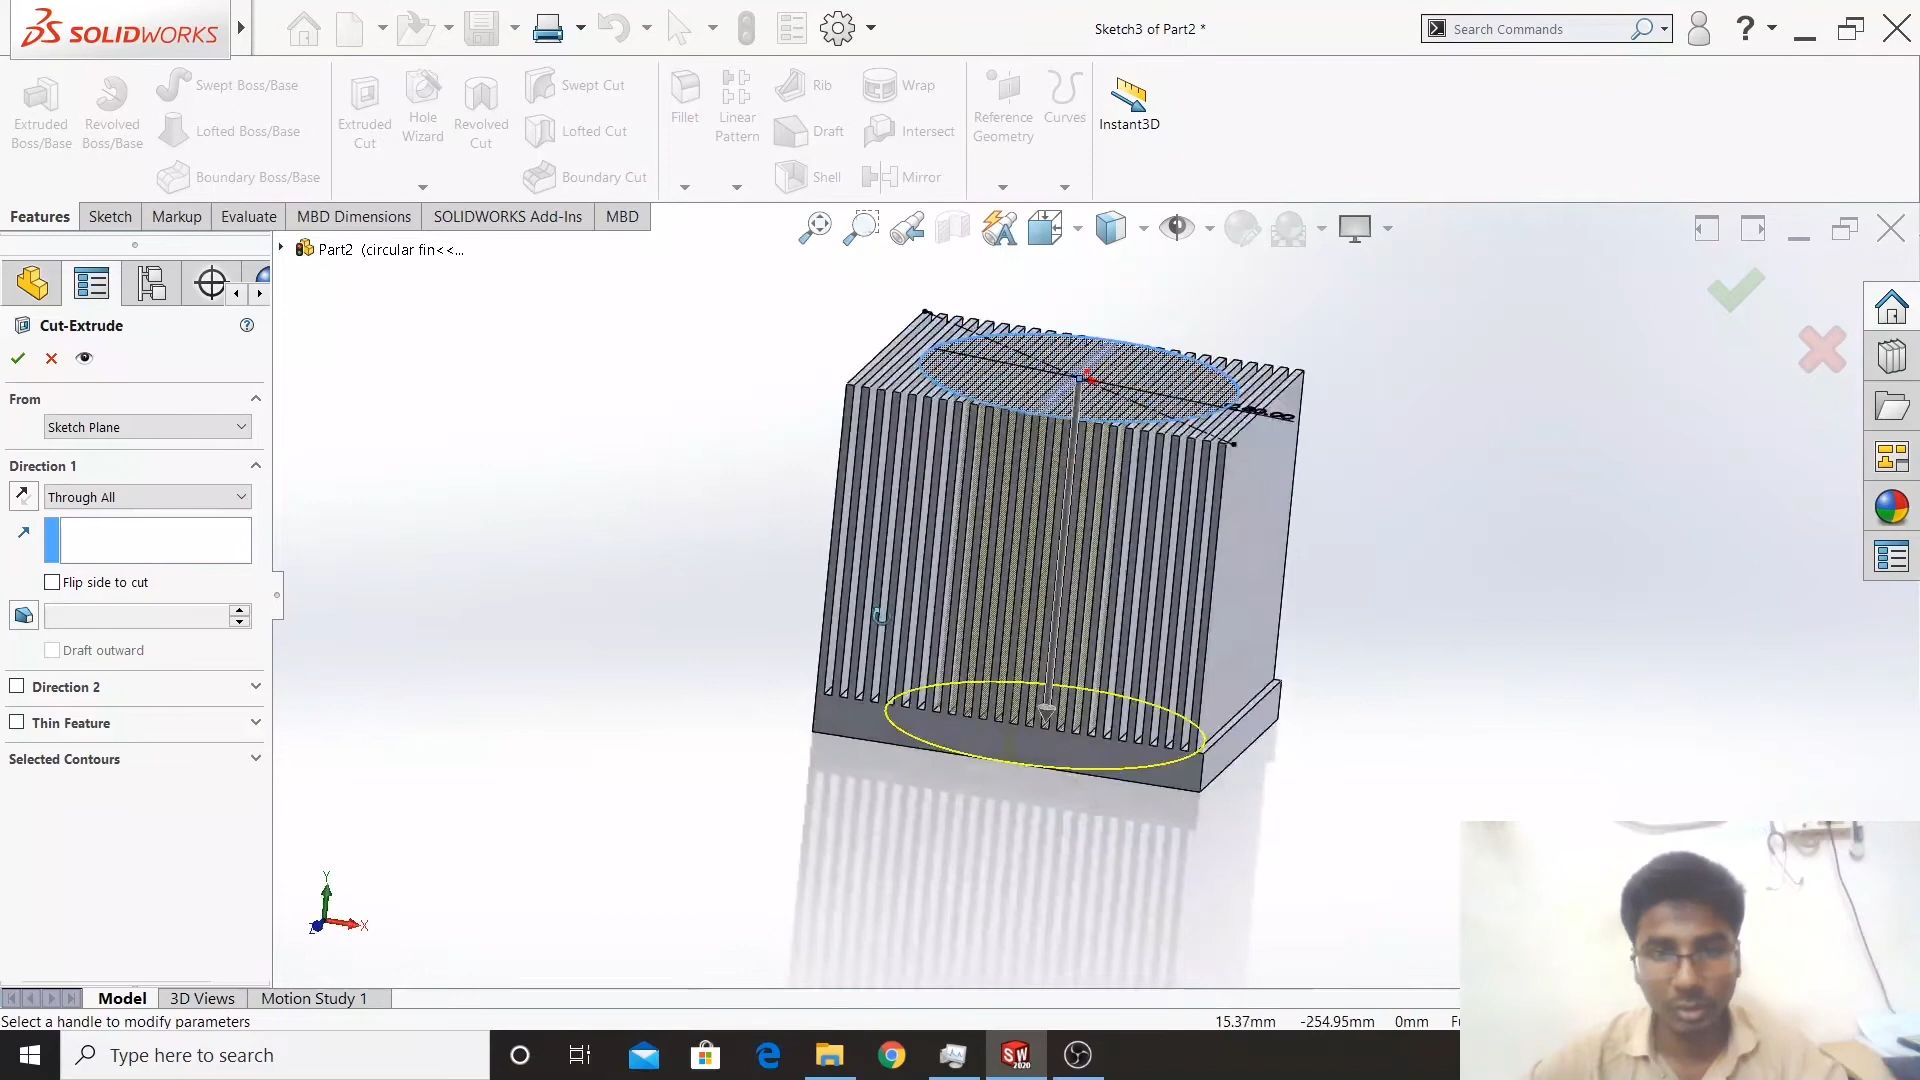 SOLIDWORKS
Sketch3 of Part2 *
Search Commands
?
Extruded Boss/Base
Revolved Boss/Base
Swept Boss/Base
Lofted Boss/Base
Boundary Boss/Base
Extruded Cut
Hole Wizard
Revolved Cut
Swept Cut
Lofted Cut
Boundary Cut
Fillet
Linear Pattern
Rib
Draft
Shell
Wrap
Intersect
Mirror
Reference Geometry
Curves
Instant3D
Features
Sketch
Markup
Evaluate
MBD Dimensions
SOLIDWORKS Add-Ins
MBD
Part2 (circular fin<<...
Cut-Extrude
From
Sketch Plane
Direction 1
Through All
Flip side to cut
Draft outward
Direction 2
Thin Feature
Selected Contours
Y
X
Z
Model
3D Views
Motion Study 1
Select a handle to modify parameters
15.37mm
-254.95mm
0mm
Type here to search
SW
2020